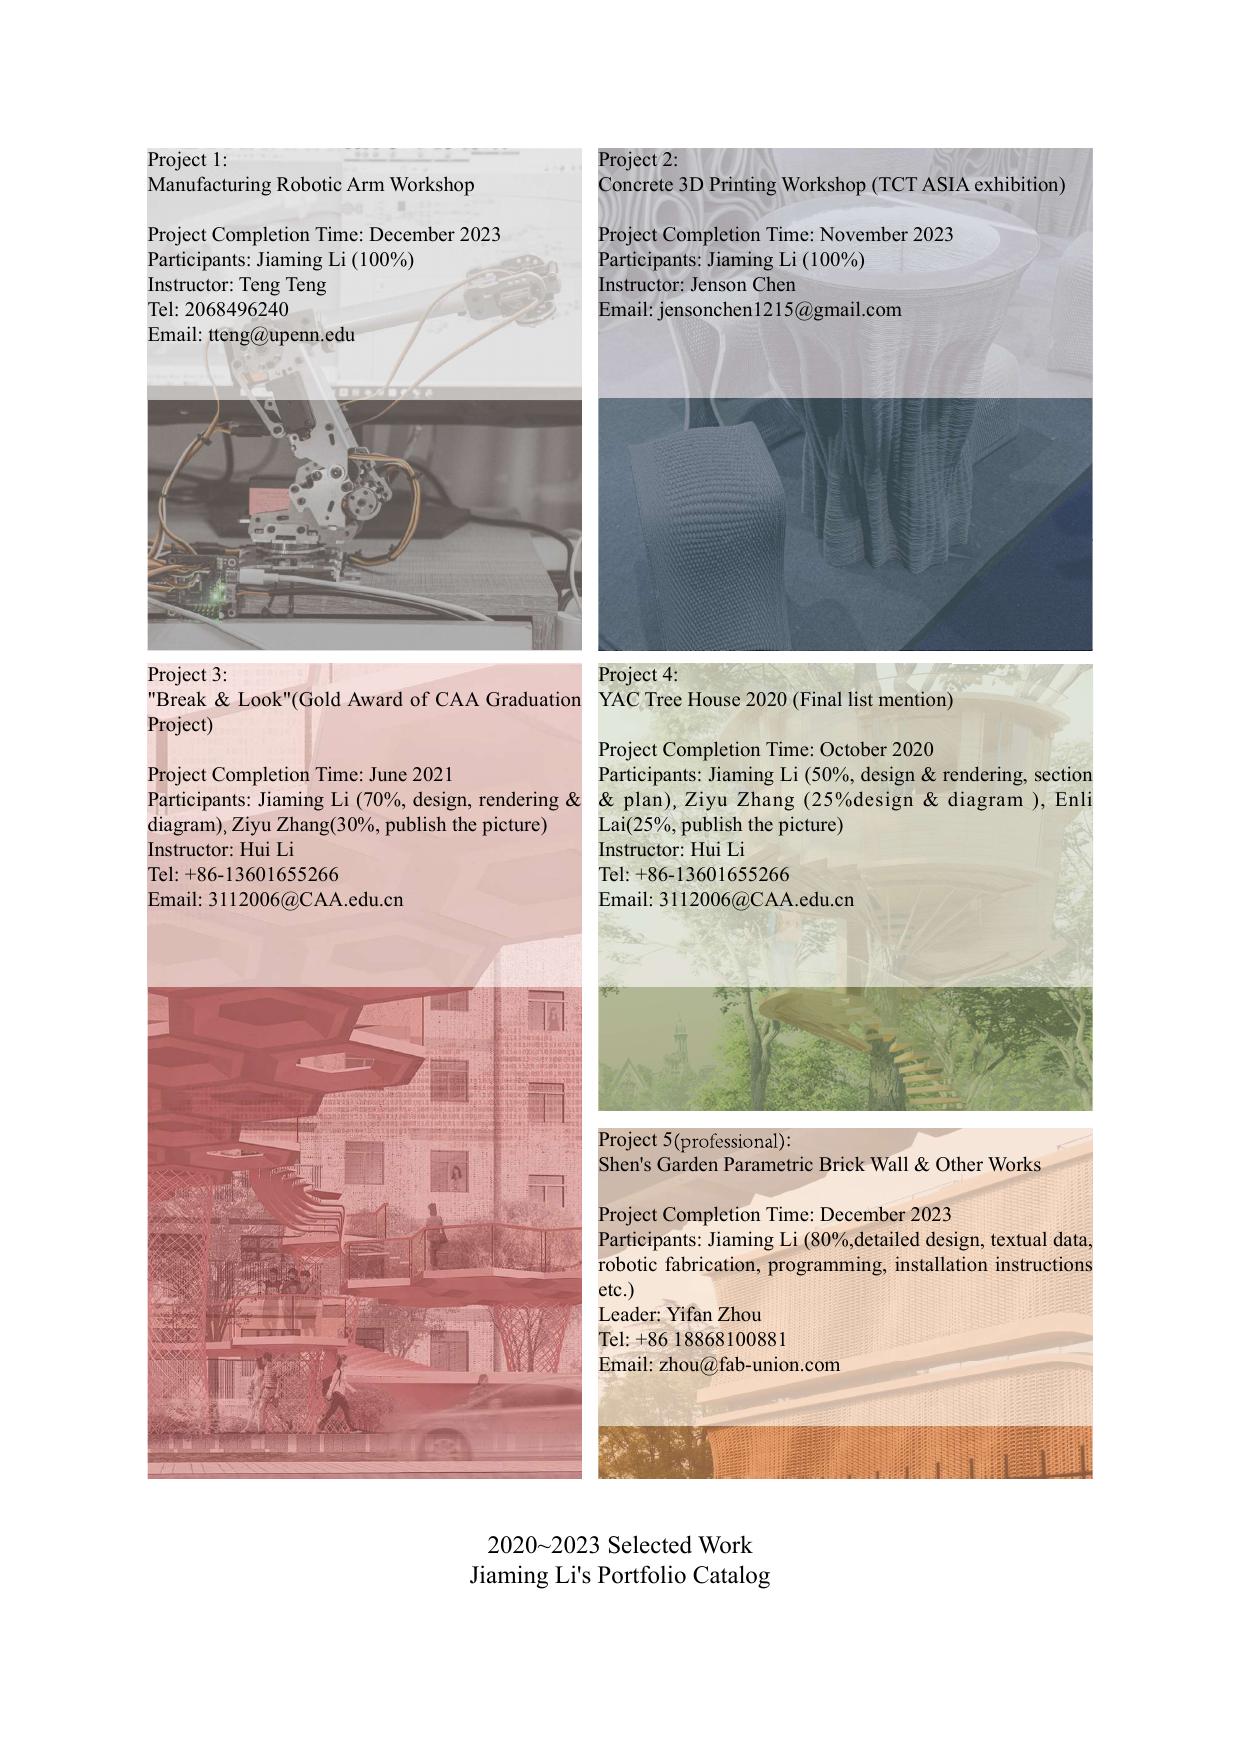 Project 1:
Manufacturing Robotic Arm Workshop
Project Completion Time: December 2023
Participants: Jiaming Li (100%)
Instructor: Teng Teng
Tel: 2068496240
Email: tteng@upenn.edu
Project 2:
Concrete 3D Printing Workshop (TCT ASIA exhibition)
Project Completion Time: November 2023
Participants: Jiaming Li (100%)
Instructor: Jenson Chen
Email: jensonchen1215@gmail.com
Project 3:
"Break & Look"(Gold Award of CAA Graduation
Project)
Project Completion Time: June 2021
Participants: Jiaming Li (70%, design, rendering &
diagram), Ziyu Zhang(30%, publish the picture)
Instructor: Hui Li
Tel: +86-13601655266
Email: 3112006@CAA.edu.cn
Project 4:
YAC Tree House 2020 (Final list mention)
Project Completion Time: October 2020
Participants: Jiaming Li (50%, design & rendering, section
& plan), Ziyu Zhang (25%design & diagram ), Enli
Lai(25%, publish the picture)
Instructor: Hui Li
Tel: +86-13601655266
Email: 3112006@CAA.edu.cn
Project 5(professional):
Shen's Garden Parametric Brick Wall & Other Works
Project Completion Time: December 2023
Participants: Jiaming Li (80%,detailed design, textual data,
robotic fabrication, programming, installation instructions
etc.)
Leader: Yifan Zhou
Tel: +86 18868100881
Email: zhou@fab-union.com
2020~2023 Selected Work
Jiaming Li's Portfolio Catalog